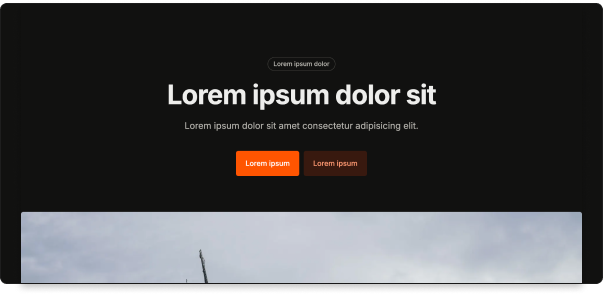 Lorem ipsum dolor
Lorem ipsum dolor sit
Lorem ipsum dolor sit amet consectetur adipisicing elit.
Lorem ipsum
Lorem ipsum